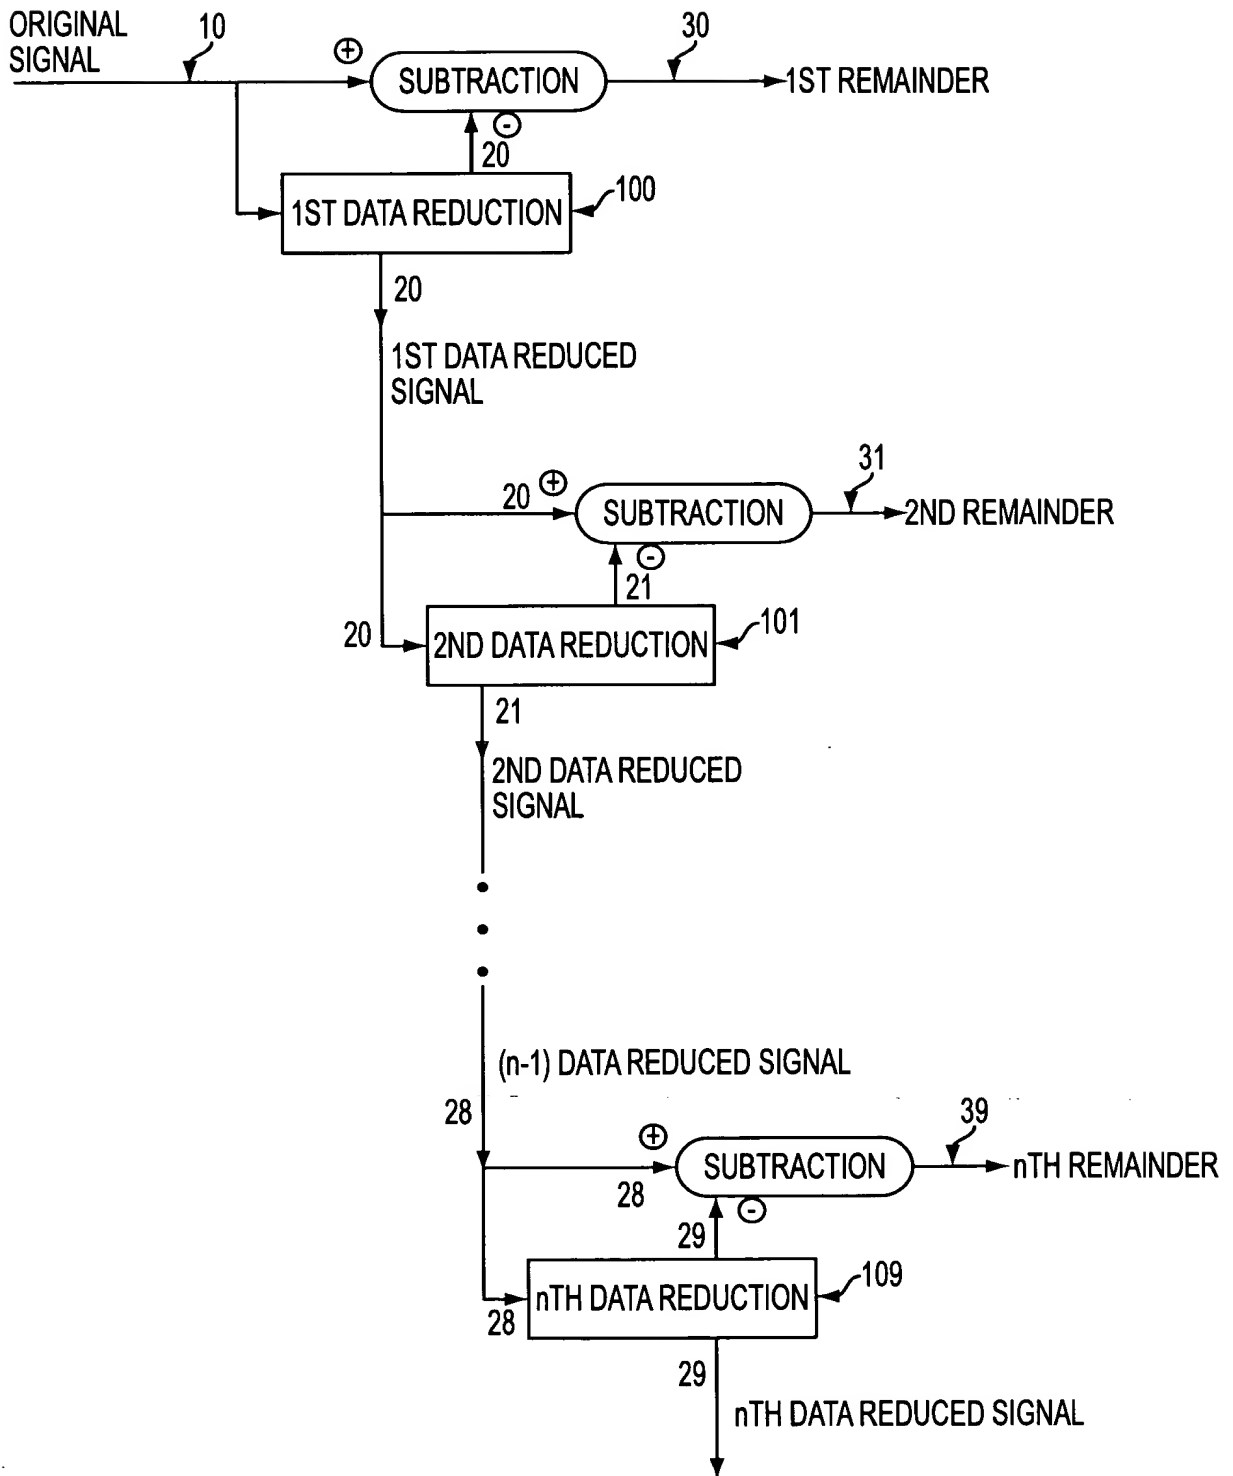 ORIGINAL
SIGNAL
10
+
SUBTRACTION
30
1ST REMAINDER
-
20
1ST DATA REDUCTION
100
20
1ST DATA REDUCED
SIGNAL
20
+
SUBTRACTION
31
2ND REMAINDER
-
21
20
2ND DATA REDUCTION
101
21
2ND DATA REDUCED
SIGNAL
(n-1) DATA REDUCED SIGNAL
28
+
SUBTRACTION
39
nTH REMAINDER
28
-
29
28
nTH DATA REDUCTION
109
29
nTH DATA REDUCED SIGNAL